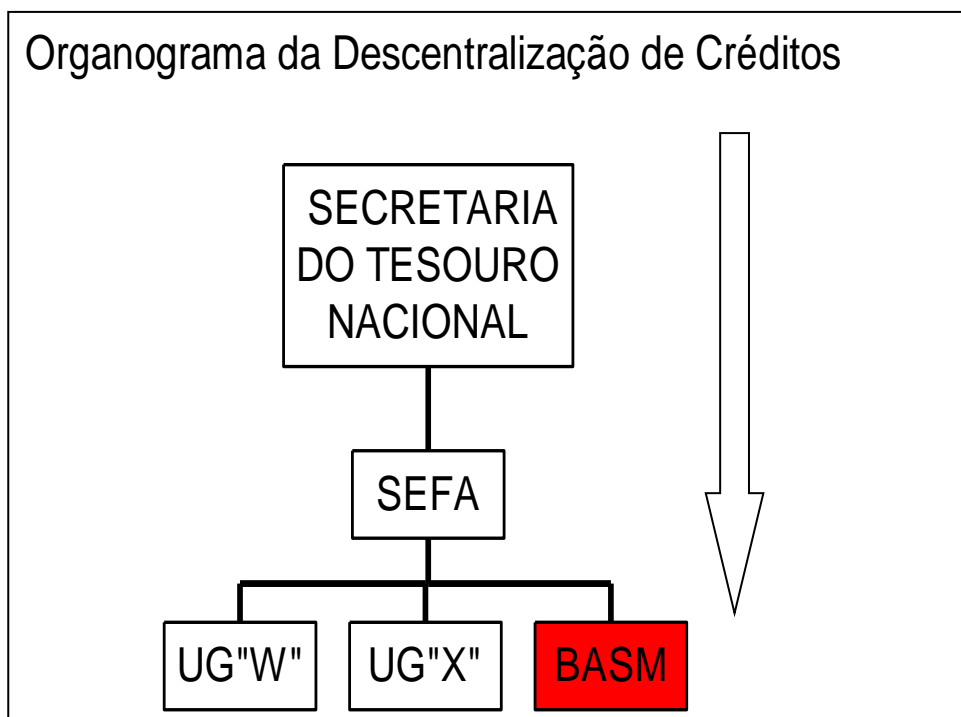 Organograma da Descentralização de Créditos
SECRETARIA
DO TESOURO
NACIONAL
SEFA
UG"W"
UG"X"
BASM